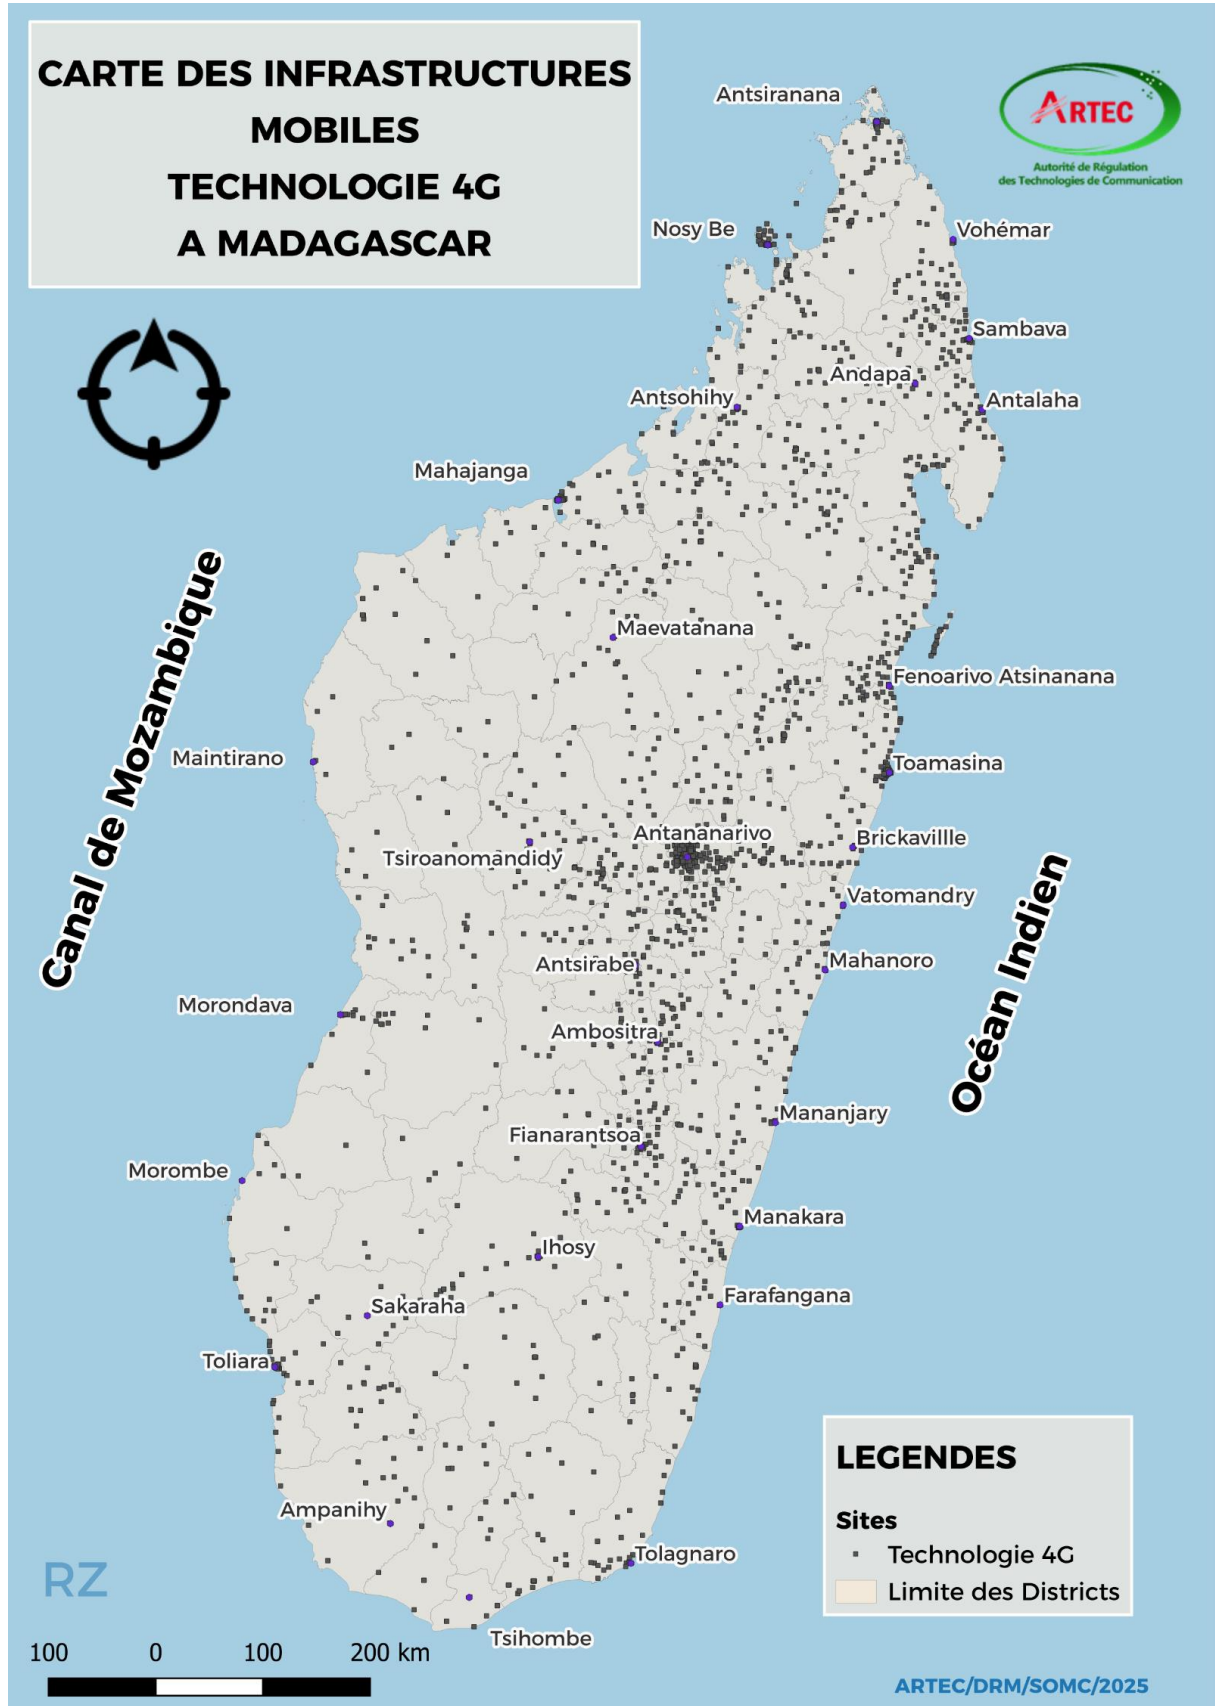 CARTE DES INFRASTRUCTURES
MOBILES
TECHNOLOGIE 4G
A MADAGASCAR
ARTEC
Autorité de Régulation
des Technologies de Communication
Antsiranana
Nosy Be
Vohémar
Sambava
Andapa
Antsohihy
Antalaha
Mahajanga
Canal de Mozambique
Maevatanana
Fenoarivo Atsinanana
Maintirano
Toamasina
Antananarivo
Brickavillle
Tsiroanomandidy
Vatomandry
Océan Indien
Antsirabe
Mahanoro
Morondava
Ambositra
Mananjary
Fianarantsoa
Morombe
Manakara
Ihosy
Farafangana
Sakaraha
Toliara
LEGENDES
Sites
Technologie 4G
Limite des Districts
Ampanihy
Tolagnaro
RZ
Tsihombe
100 0 100 200 km
ARTEC/DRM/SOMC/2025